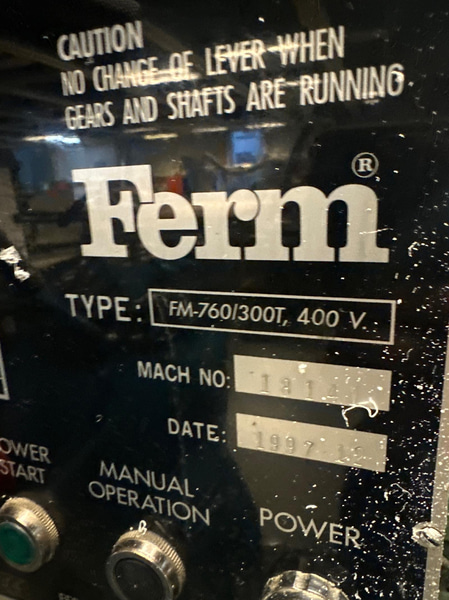 CAUTION
NO CHANGE OF LEVER WHEN
GEARS AND SHAFTS ARE RUNNING
Ferm®
TYPE: FM-760/300T, 400 V.
MACH NO:
DATE: 1997
START
MANUAL
OPERATION
POWER